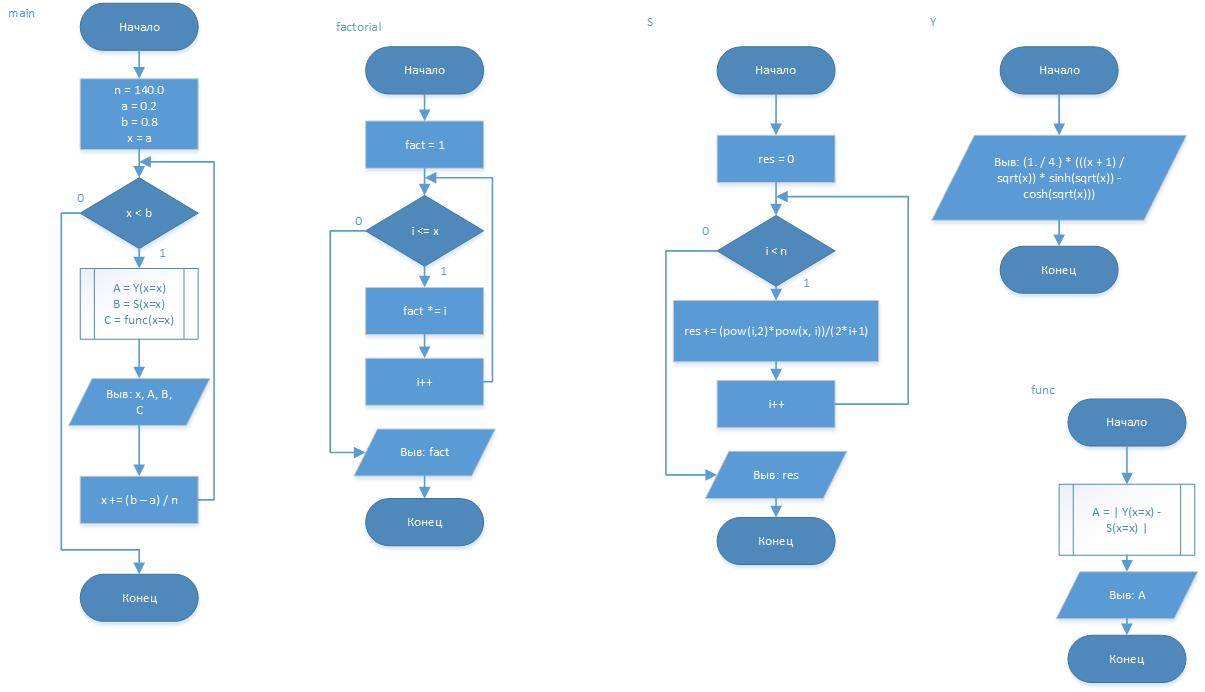 main
Начало
n = 140.0
a = 0.2
b = 0.8
x = a
x < b
0
1
A = Y(x=x)
B = S(x=x)
C = func(x=x)
Выв: x, A, B,
C
x += (b – a) / n
Конец
factorial
Начало
fact = 1
i <= x
0
1
fact *= i
i++
Выв: fact
Конец
S
Начало
res = 0
i < n
0
1
res += (pow(i,2)*pow(x, i))/(2*i+1)
i++
Выв: res
Конец
Y
Начало
Выв: (1. / 4.) * (((x + 1) /
sqrt(x)) * sinh(sqrt(x)) -
cosh(sqrt(x)))
Конец
func
Начало
A = | Y(x=x) -
S(x=x) |
Выв: A
Конец